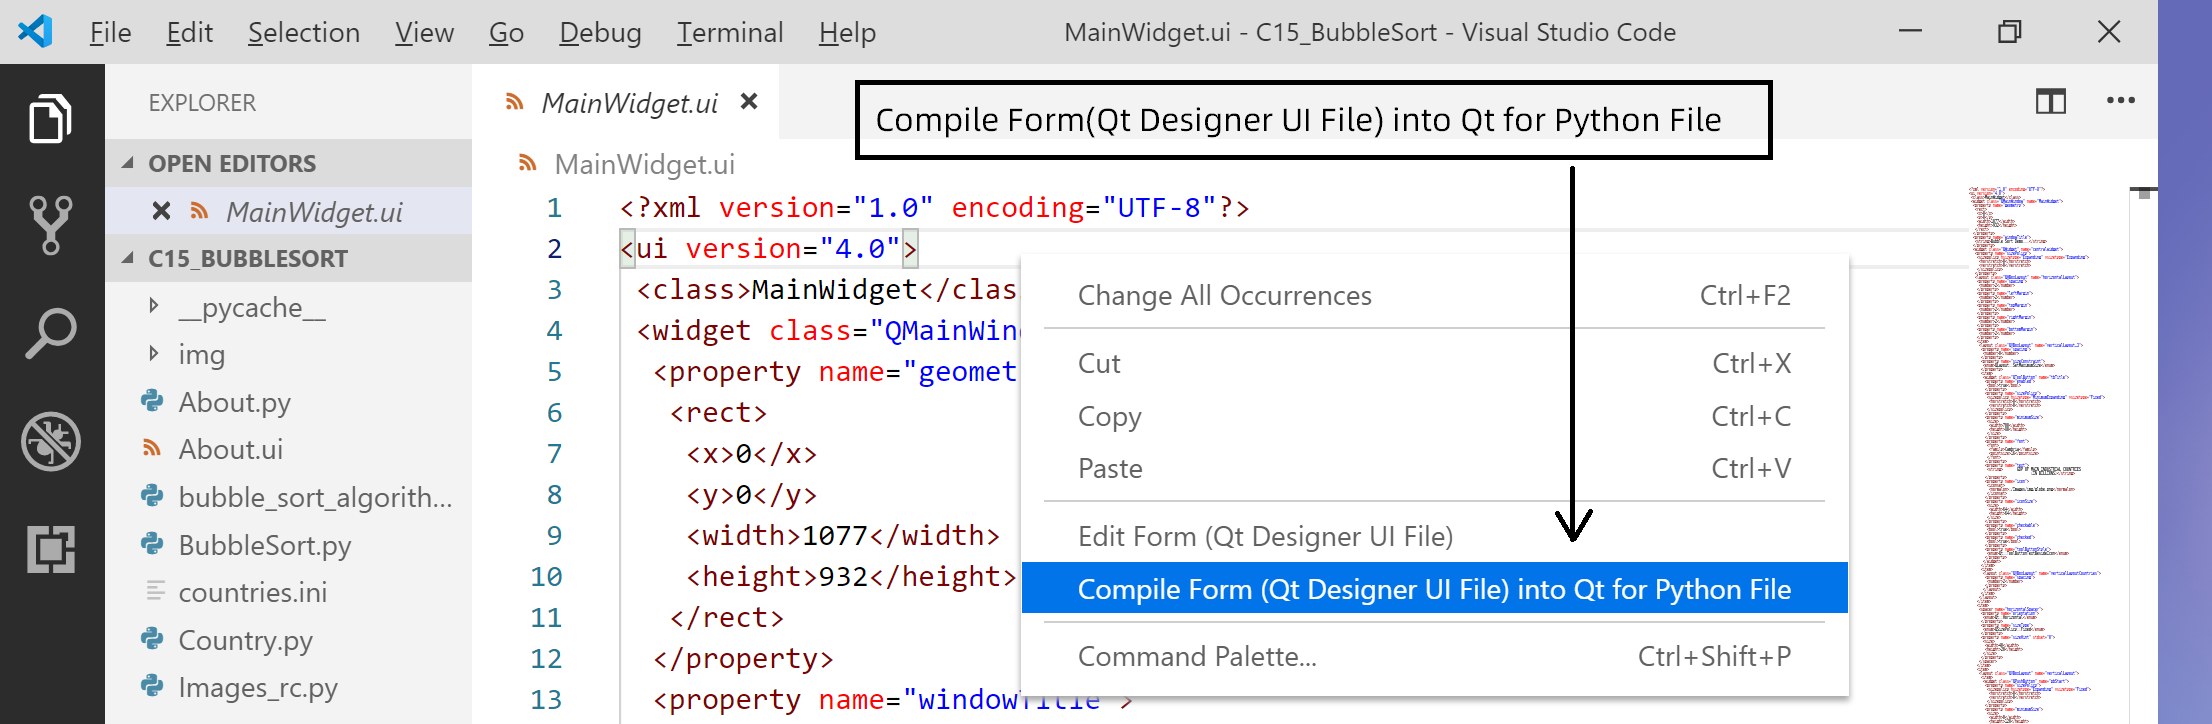 File Edit Selection View Go Debug Terminal Help MainWidget.ui - C15_BubbleSort - Visual Studio Code
EXPLORER
OPEN EDITORS
MainWidget.ui
C15_BUBBLESORT
__pycache__
img
About.py
About.ui
bubble_sort_algorith...
BubbleSort.py
countries.ini
Country.py
Images_rc.py
MainWidget.ui
Compile Form(Qt Designer UI File) into Qt for Python File
MainWidget.ui
1 <?xml version="1.0" encoding="UTF-8"?>
2 <ui version="4.0">
3 <class>MainWidget</clas
4 <widget class="QMainWin
5 <property name="geomet
6 <rect>
7 <x>0</x>
8 <y>0</y>
9 <width>1077</width>
10 <height>932</height>
11 </rect>
12 </property>
13 <property name="windowTitle">
Change All Occurrences Ctrl+F2
Cut Ctrl+X
Copy Ctrl+C
Paste Ctrl+V
Edit Form (Qt Designer UI File)
Compile Form (Qt Designer UI File) into Qt for Python File
Command Palette... Ctrl+Shift+P